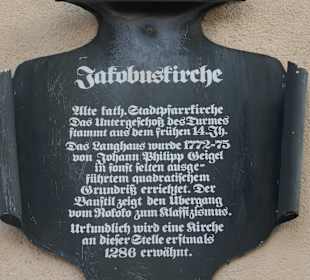 Jakobuskirche
Alte kath. Stadtpfarrkirche
Das Untergeschoß des Turmes
stammt aus dem frühen 14. Jh.
Das Langhaus wurde 1772-75
von Johann Philipp Geigel
in sonst selten ausge-
führtem quadratischem
Grundriß errichtet. Der
Baustil zeigt den Übergang
vom Rokoko zum Klassizismus.
Urkundlich wird eine Kirche
an dieser Stelle erstmals
1286 erwähnt.